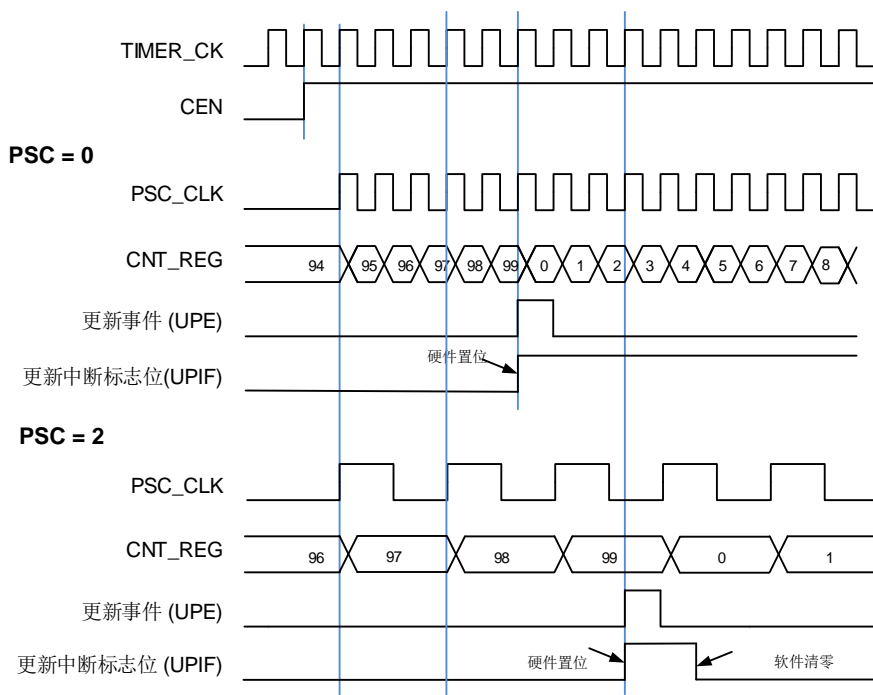 TIMER_CK
CEN
PSC = 0
PSC_CLK
CNT_REG 94 95 96 97 98 99 0 1 2 3 4 5 6 7 8
更新事件 (UPE)
硬件置位
更新中断标志位(UPIF)
PSC = 2
PSC_CLK
CNT_REG 96 97 98 99 0 1
更新事件 (UPE)
更新中断标志位 (UPIF) 硬件置位 软件清零